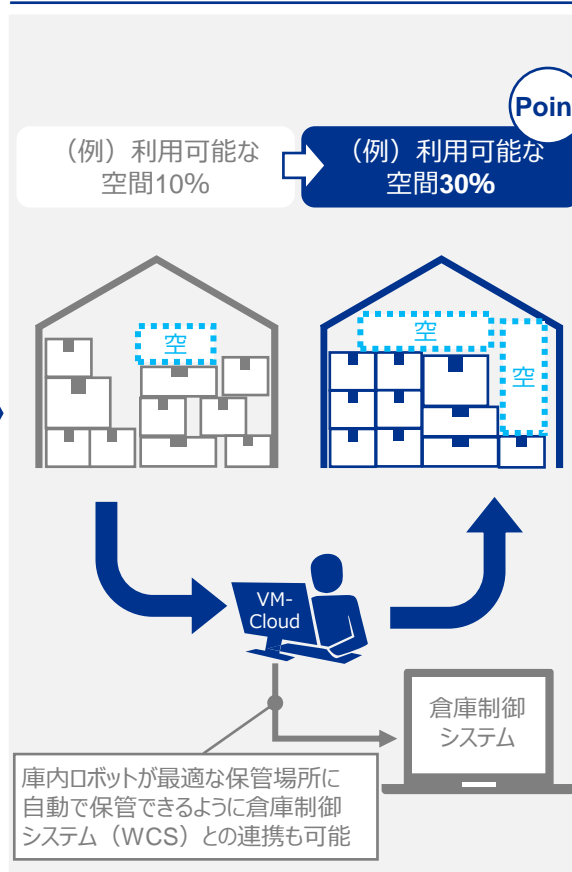 Poin
（例）利用可能な
空間10%
（例）利用可能な
空間30%
空
空
空
VM-
Cloud
倉庫制御
システム
庫内ロボットが最適な保管場所に
自動で保管できるように倉庫制御
システム（WCS）との連携も可能